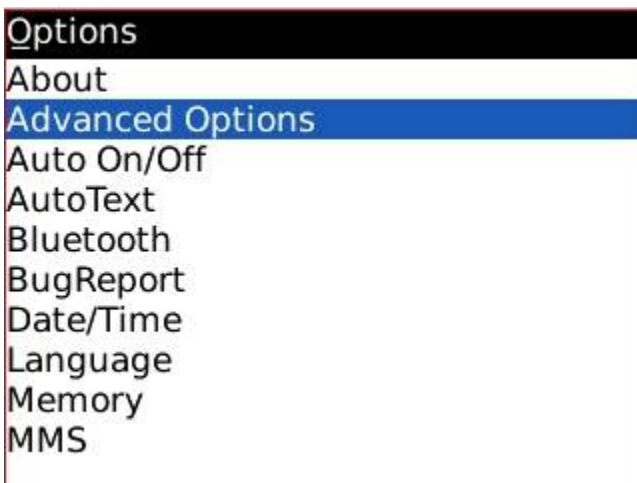 Options
About
Advanced Options
Auto On/Off
AutoText
Bluetooth
BugReport
Date/Time
Language
Memory
MMS